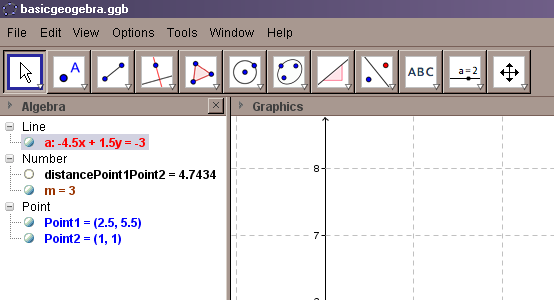 basicgeogebra.ggb
File Edit View Options Tools Window Help
A ABC a=2
Algebra
Graphics
Line
a: -4.5x + 1.5y = -3
Number
distancePoint1Point2 = 4.7434
m = 3
Point
Point1 = (2.5, 5.5)
Point2 = (1, 1)
8
7